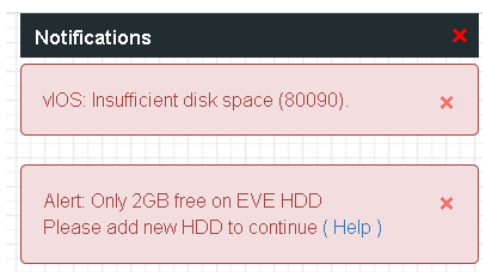 Notifications
vIOS: Insufficient disk space (80090).
Alert: Only 2GB free on EVE HDD
Please add new HDD to continue ( Help )